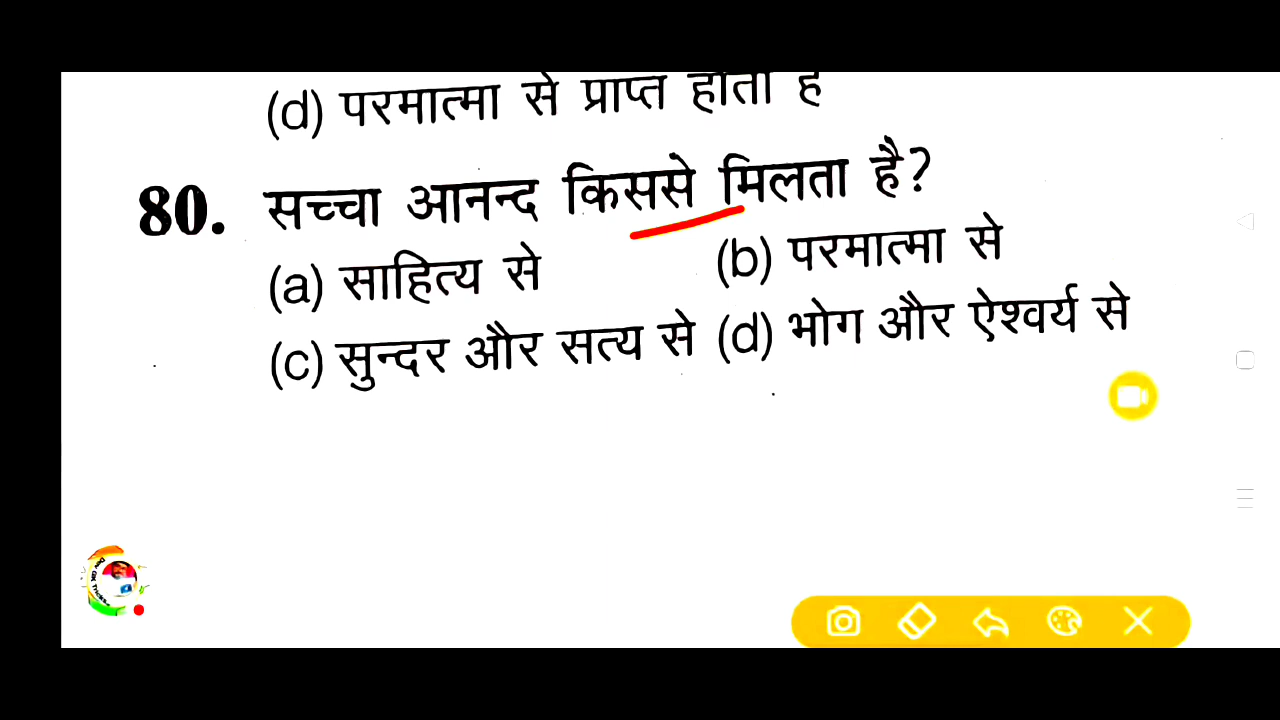 (d) परमात्मा से प्राप्त होता है
80. सच्चा आनन्द किससे मिलता है?
(a) साहित्य से (b) परमात्मा से
(c) सुन्दर और सत्य से (d) भोग और ऐश्वर्य से